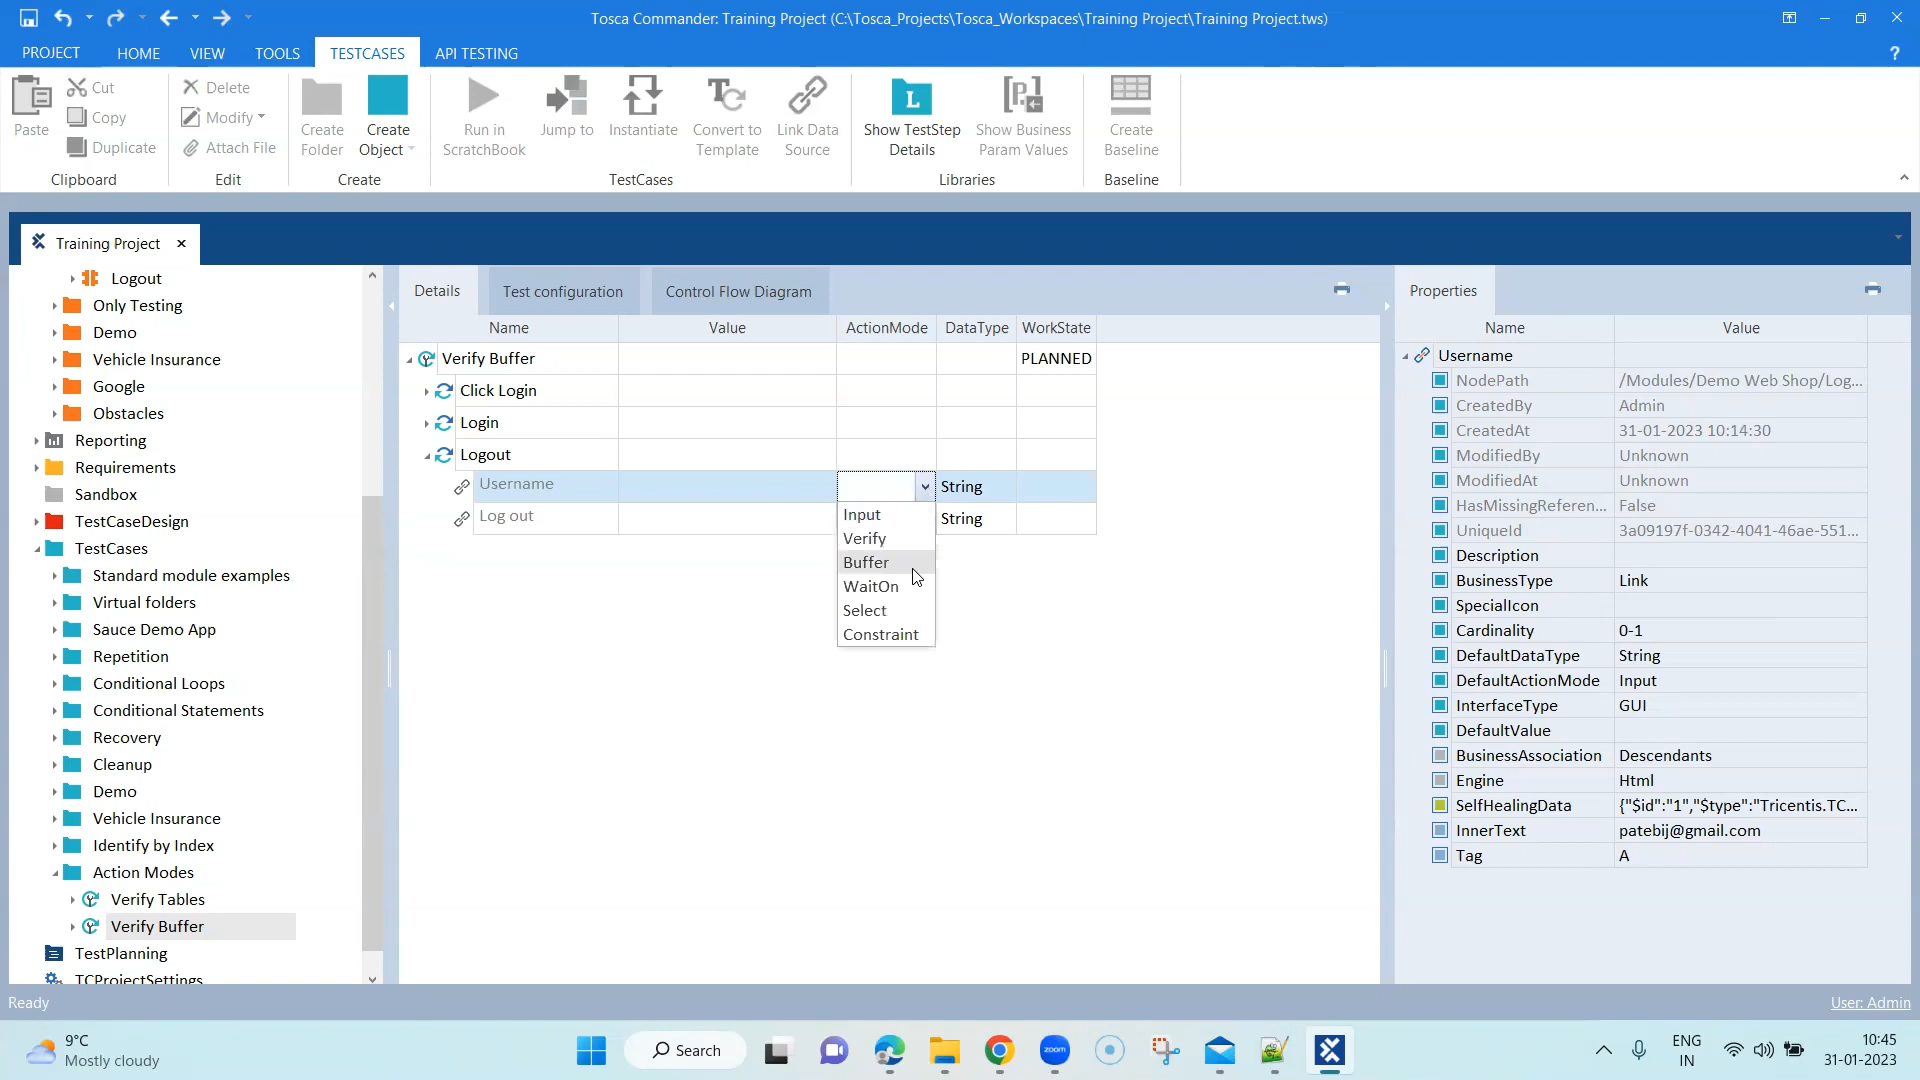 Tosca Commander: Training Project (C:\Tosca_Projects\Tosca_Workspaces\Training Project\Training Project.tws)
PROJECT HOME VIEW TOOLS TESTCASES API TESTING ?
Paste
Cut
Copy
Duplicate
Clipboard
Delete
Modify
Attach File
Edit
Create Folder
Create Object
Create
Run in ScratchBook
Jump to
Instantiate
Convert to Template
Link Data Source
TestCases
L
Show TestStep Details
Show Business Param Values
Libraries
Create Baseline
Baseline
Training Project
Logout
Only Testing
Demo
Vehicle Insurance
Google
Obstacles
Reporting
Requirements
Sandbox
TestCaseDesign
TestCases
Standard module examples
Virtual folders
Sauce Demo App
Repetition
Conditional Loops
Conditional Statements
Recovery
Cleanup
Demo
Vehicle Insurance
Identify by Index
Action Modes
Verify Tables
Verify Buffer
TestPlanning
TCProjectSettings
Details Test configuration Control Flow Diagram
Name Value ActionMode DataType WorkState
Verify Buffer PLANNED
Click Login
Login
Logout
Username String
Log out String
Input
Verify
Buffer
WaitOn
Select
Constraint
Properties
Name Value
Username
NodePath /Modules/Demo Web Shop/Log...
CreatedBy Admin
CreatedAt 31-01-2023 10:14:30
ModifiedBy Unknown
ModifiedAt Unknown
HasMissingReferen... False
UniqueId 3a09197f-0342-4041-46ae-551...
Description
BusinessType Link
SpecialIcon
Cardinality 0-1
DefaultDataType String
DefaultActionMode Input
InterfaceType GUI
DefaultValue
BusinessAssociation Descendants
Engine Html
SelfHealingData {"$id":"1","$type":"Tricentis.TC...
InnerText patebij@gmail.com
Tag A
Ready User: Admin
9°C
Mostly cloudy
Search
zoom
ENG
IN
10:45
31-01-2023